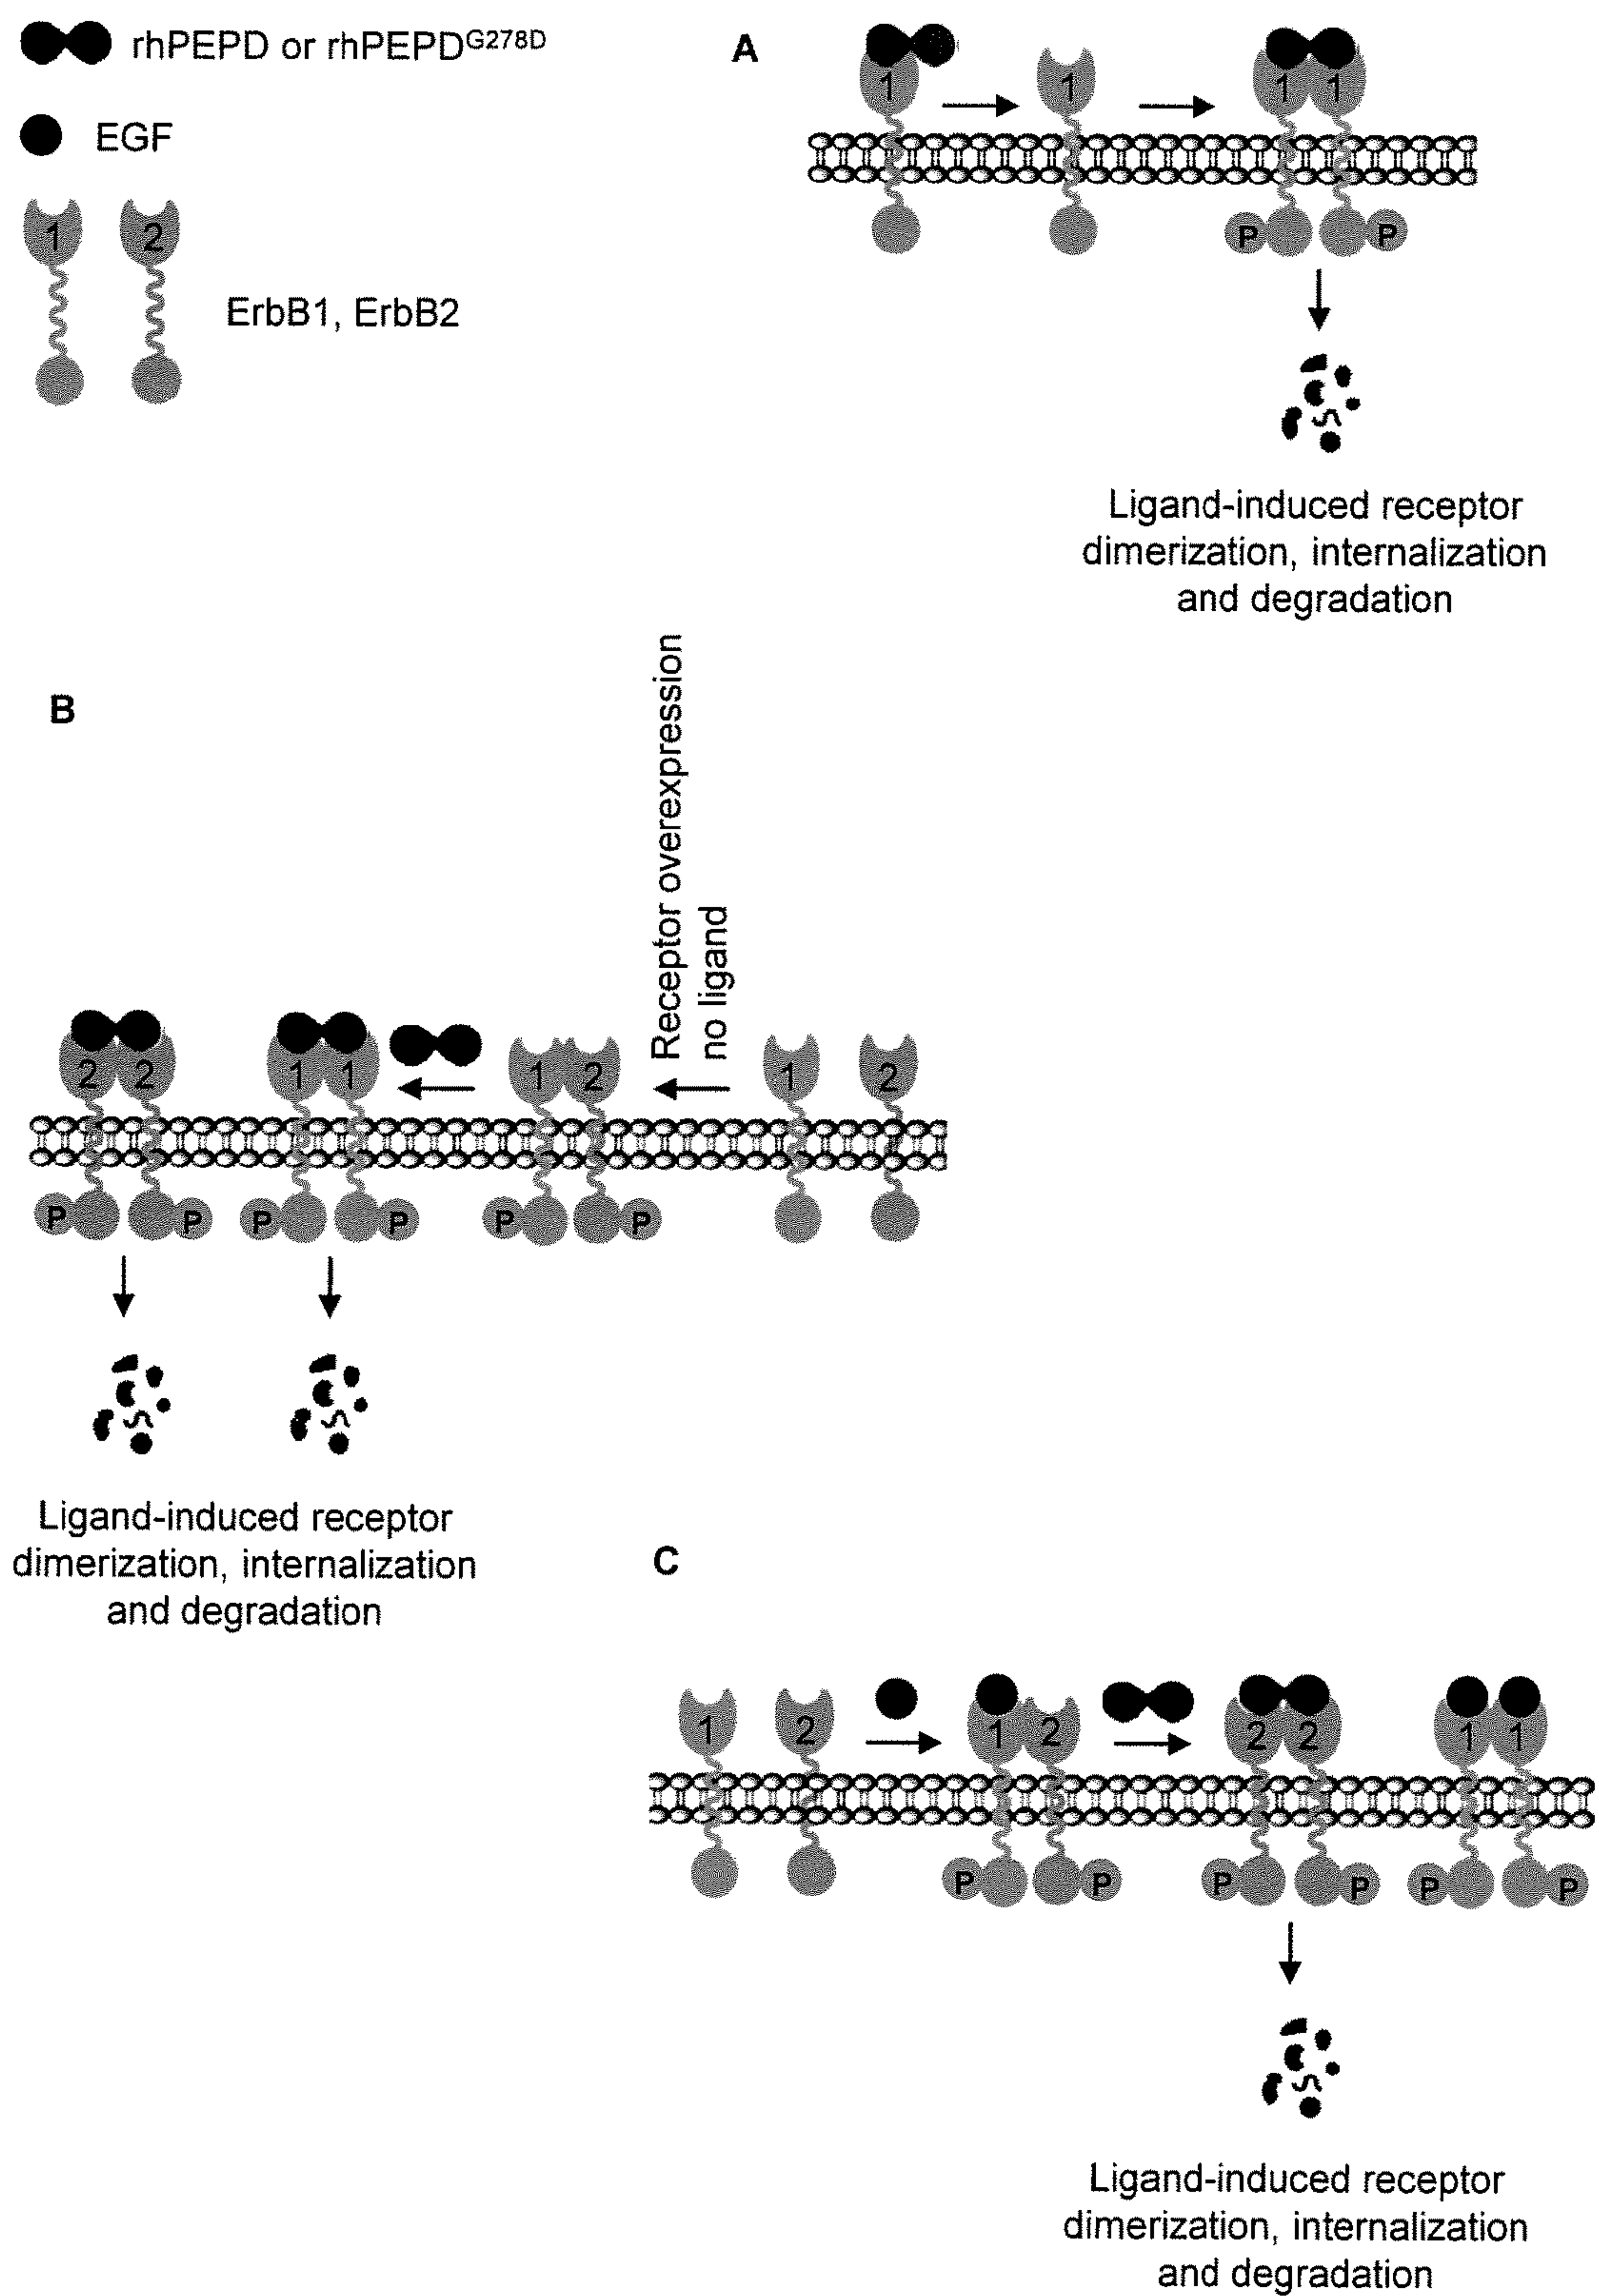 rhPEPD or rhPEPDG278D
EGF
1 2
ErbB1, ErbB2
A
1 1 1 1
P P
Ligand-induced receptor
dimerization, internalization
and degradation
B
Receptor overexpression
no ligand
2 2 1 1 1 2 1 2
P P P P P P
Ligand-induced receptor
dimerization, internalization
and degradation
C
1 2 1 2 2 2 1 1
P P P P P P
Ligand-induced receptor
dimerization, internalization
and degradation